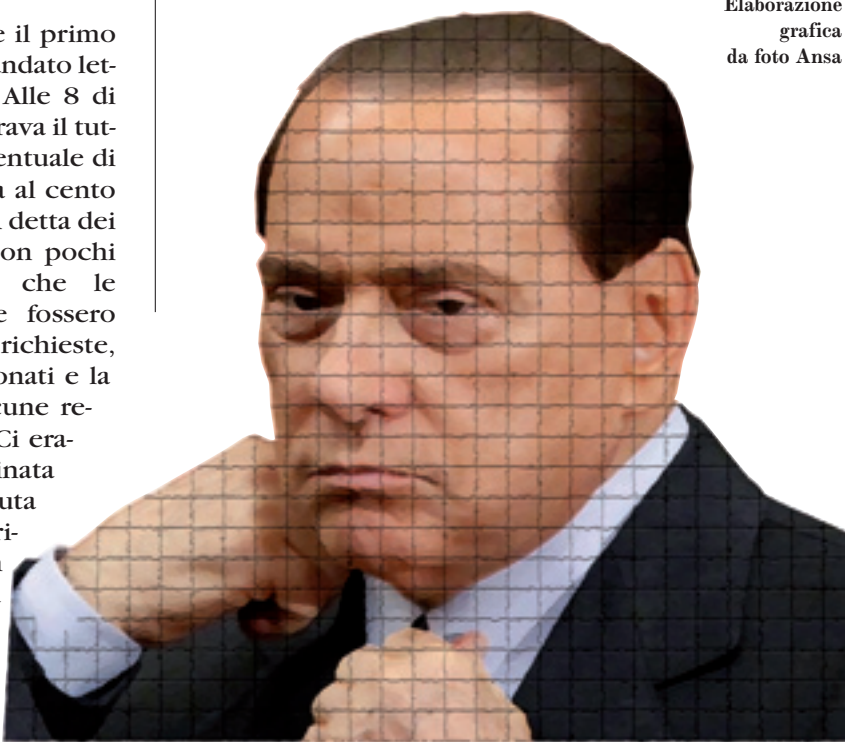 e il primo
andato let-
Alle 8 di
rava il tut-
entuale di
a al cento
detta dei
on pochi
che le
e fossero
richieste,
onati e la
cune re-
Ci era-
inata
uta
ri-
Elaborazione
grafica
da foto Ansa